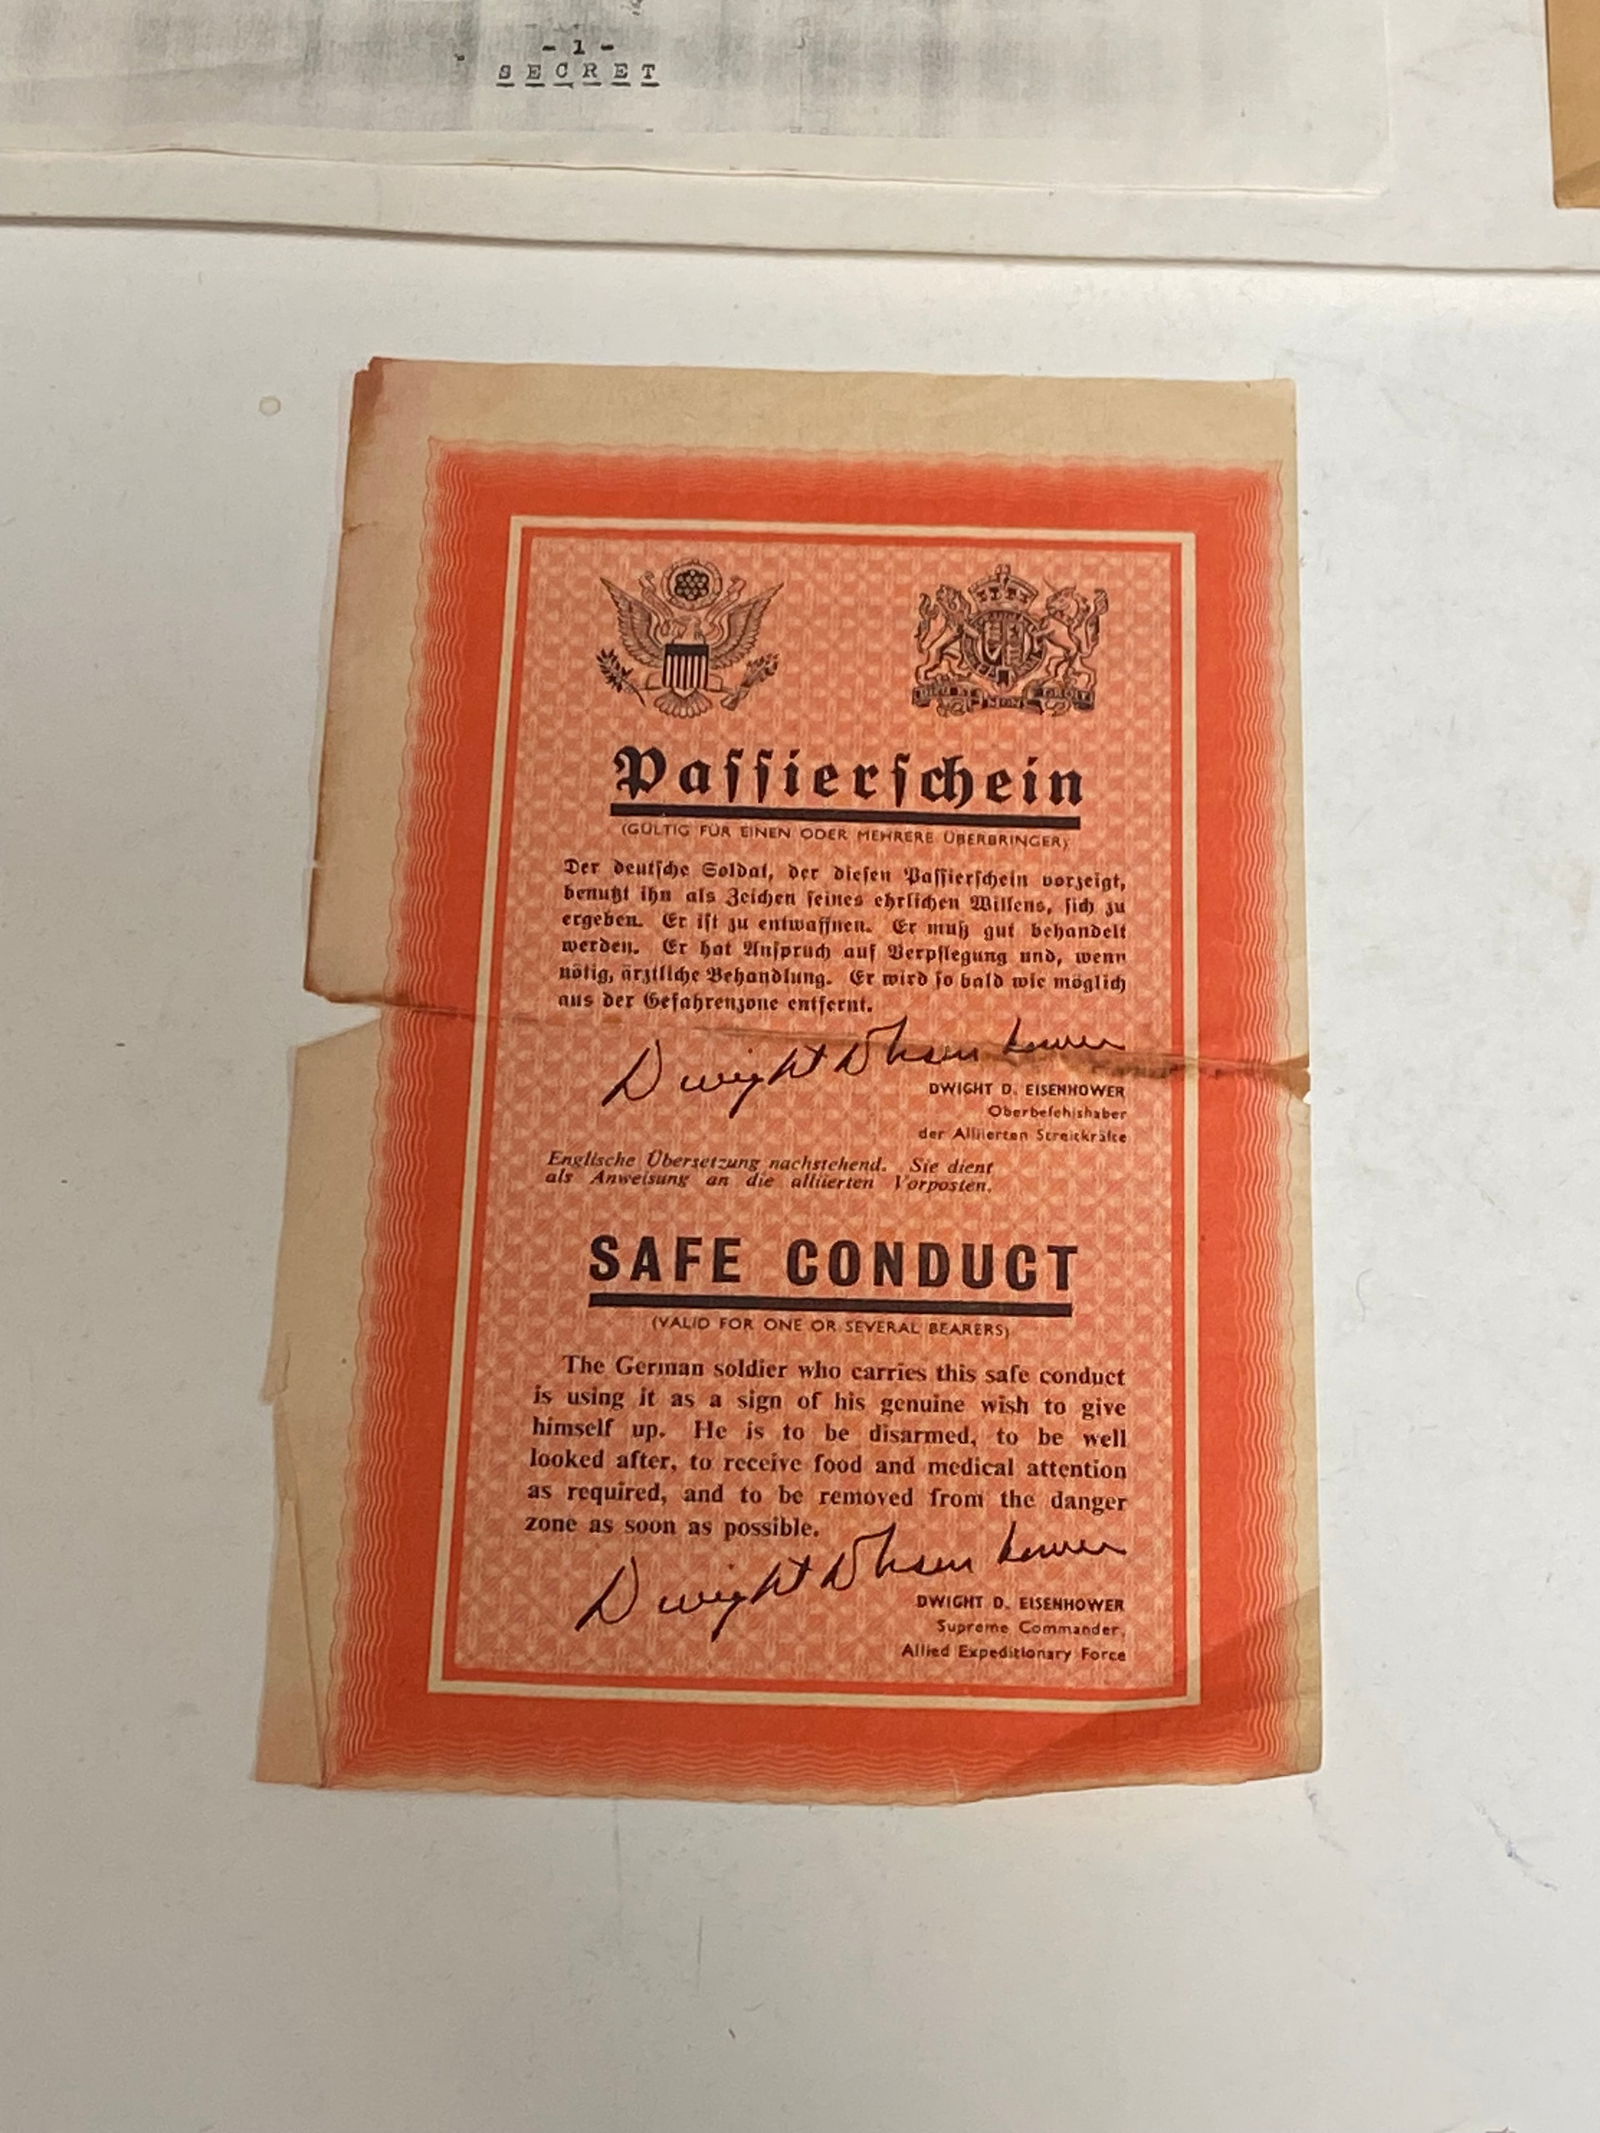 - 1 -
SECRET
DIEU ET MON DROIT
Paſſierſchein
(GÜLTIG FÜR EINEN ODER MEHRERE ÜBERBRINGER)
Der deutſche Soldat, der dieſen Paſſierſchein vorzeigt,
benutzt ihn als Zeichen ſeines ehrlichen Willens, ſich zu
ergeben. Er iſt zu entwaffnen. Er muß gut behandelt
werden. Er hat Anſpruch auf Verpflegung und, wenn
nötig, ärztliche Behandlung. Er wird ſo bald wie möglich
aus der Gefahrenzone entfernt.
Dwight D Eisenhower
DWIGHT D. EISENHOWER
Oberbefehlshaber
der Alliierten Streitkräfte
Englische Übersetzung nachstehend. Sie dient
als Anweisung an die alliierten Vorposten.
SAFE CONDUCT
(VALID FOR ONE OR SEVERAL BEARERS)
The German soldier who carries this safe conduct
is using it as a sign of his genuine wish to give
himself up. He is to be disarmed, to be well
looked after, to receive food and medical attention
as required, and to be removed from the danger
zone as soon as possible.
Dwight D Eisenhower
DWIGHT D. EISENHOWER
Supreme Commander,
Allied Expeditionary Force